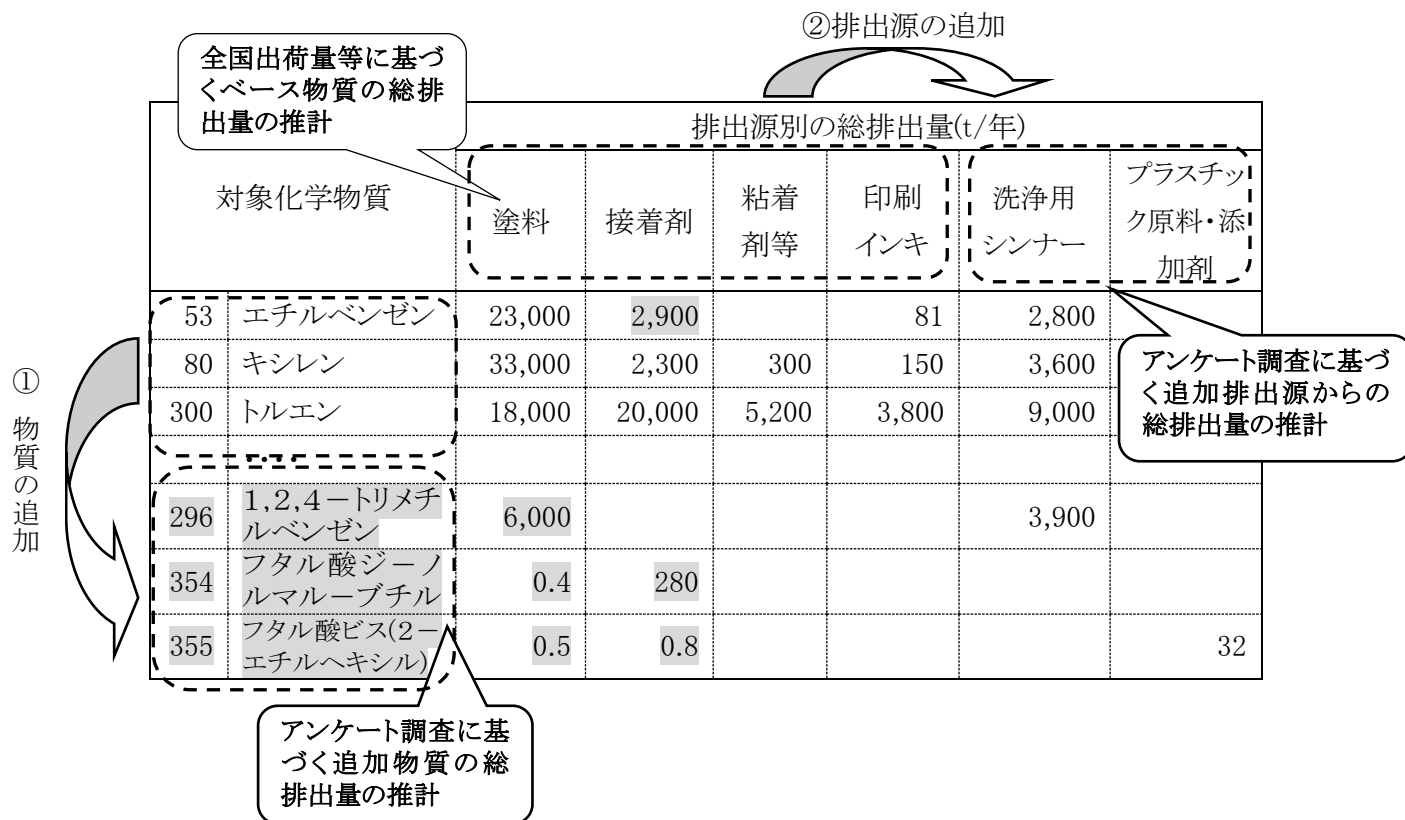 ②排出源の追加
全国出荷量等に基づ
くベース物質の総排
出量の推計
排出源別の総排出量(t/年)
対象化学物質
塗料
接着剤
粘着
剤等
印刷
インキ
洗浄用
シンナー
プラスチッ
ク原料・添
加剤
53 エチルベンゼン 23,000 2,900 81 2,800
80 キシレン 33,000 2,300 300 150 3,600
300 トルエン 18,000 20,000 5,200 3,800 9,000
････
296 1,2,4－トリメチ
ルベンゼン 6,000 3,900
354 フタル酸ジ－ノ
ルマル－ブチル 0.4 280
355 フタル酸ビス(2－
エチルヘキシル) 0.5 0.8 32
アンケート調査に基づ
く追加排出源からの
総排出量の推計
①
物質の追加
アンケート調査に基
づく追加物質の総
排出量の推計